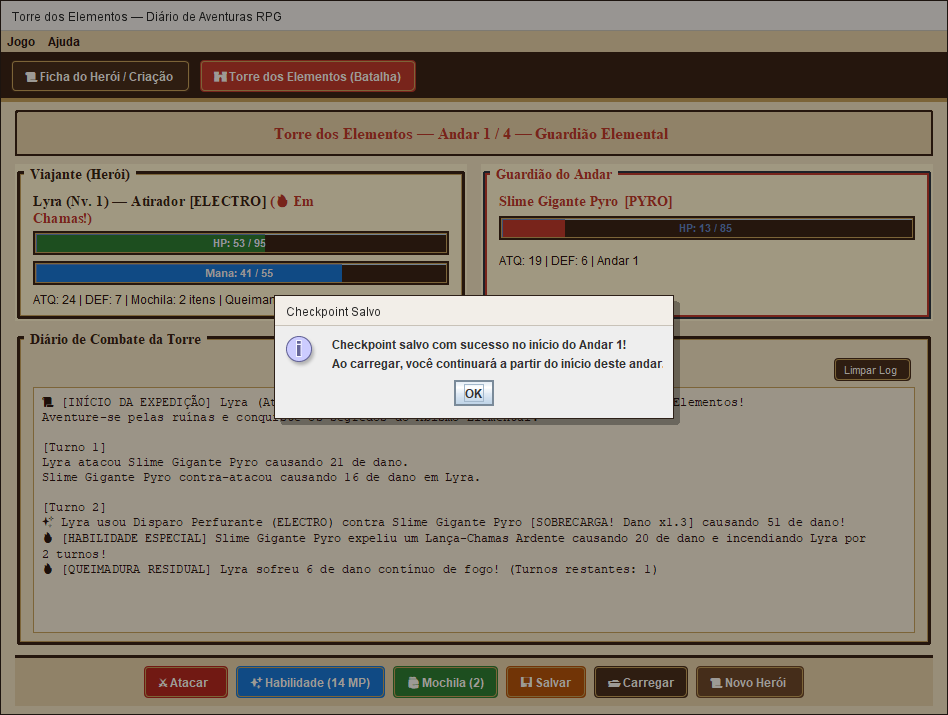 Torre dos Elementos — Diário de Aventuras RPG
Jogo Ajuda
Ficha do Herói / Criação
Torre dos Elementos (Batalha)
Torre dos Elementos — Andar 1 / 4 — Guardião Elemental
Viajante (Herói)
Lyra (Nv. 1) — Atirador [ELECTRO] (🔥 Em
Chamas!)
HP: 53 / 95
Mana: 41 / 55
ATQ: 24 | DEF: 7 | Mochila: 2 itens |
Guardião do Andar
Slime Gigante Pyro [PYRO]
HP: 13 / 85
ATQ: 19 | DEF: 6 | Andar 1
Checkpoint Salvo
Checkpoint salvo com sucesso no início do Andar 1!
Ao carregar, você continuará a partir do início deste andar.
OK
Diário de Combate da Torre
Limpar Log
[INÍCIO DA EXPEDIÇÃO] Lyra
Elementos!
Aventure-se pelas ruínas e
[Turno 1]
Lyra atacou Slime Gigante Pyro causando 21 de dano.
Slime Gigante Pyro contra-atacou causando 16 de dano em Lyra.
[Turno 2]
Lyra usou Disparo Perfurante (ELECTRO) contra Slime Gigante Pyro [SOBRECARGA! Dano x1.3] causando 51 de dano!
[HABILIDADE ESPECIAL] Slime Gigante Pyro expeliu um Lança-Chamas Ardente causando 20 de dano e incendiando Lyra por
2 turnos!
[QUEIMADURA RESIDUAL] Lyra sofreu 6 de dano contínuo de fogo! (Turnos restantes: 1)
Atacar
Habilidade (14 MP)
Mochila (2)
Salvar
Carregar
Novo Herói